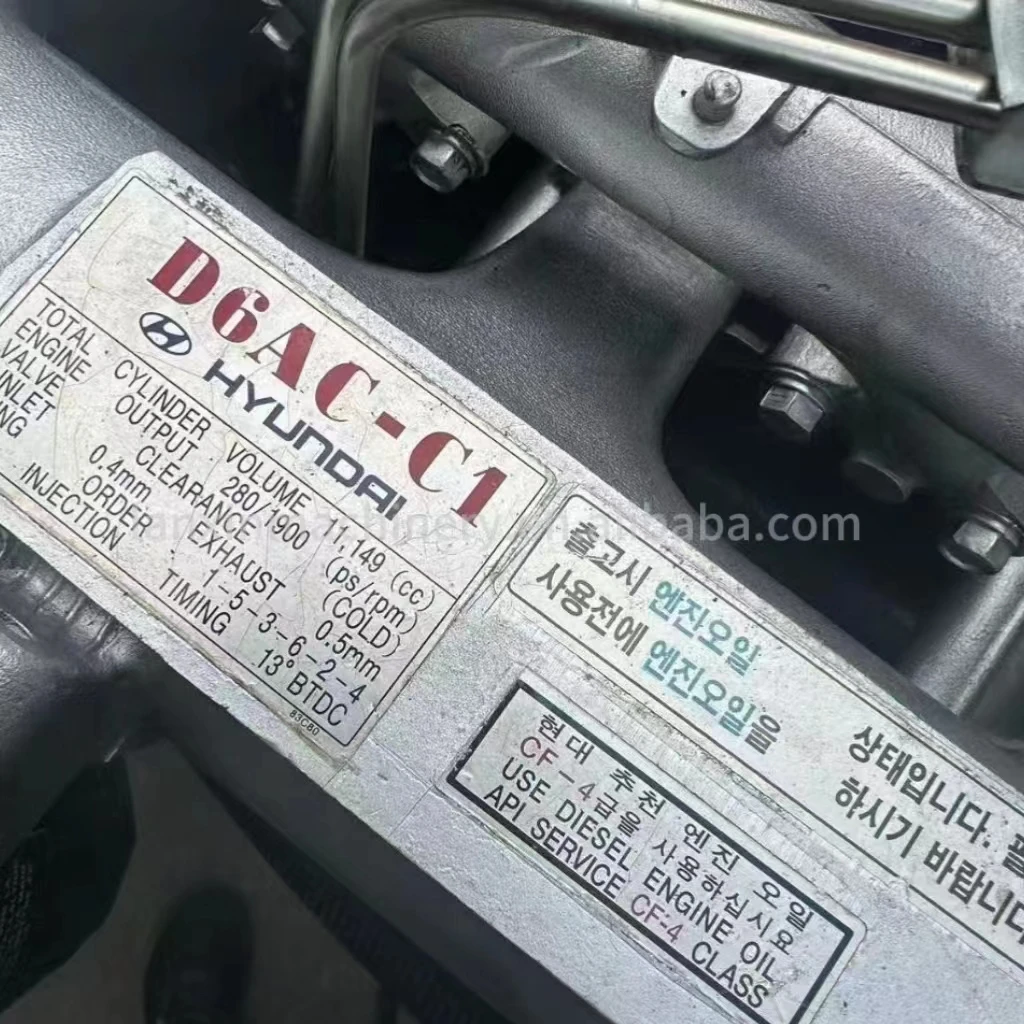 D6AC-C1
HYUNDAI
TOTAL CYLINDER VOLUME 11,149 (cc)
ENGINE OUTPUT 280/1900 (ps/rpm)
VALVE CLEARANCE (COLD)
INLET 0.4mm EXHAUST 0.5mm
ORDER 1-5-3-6-2-4
INJECTION TIMING 13° BTDC
83C80
출고시 엔진오일 상태입니다.
사용전에 엔진오일을 하시기 바랍니다
현대 추천 엔진 오일
CF-4급을 사용하십시요
USE DIESEL ENGINE OIL
API SERVICE CF-4 CLASS
machinery
alibaba.com